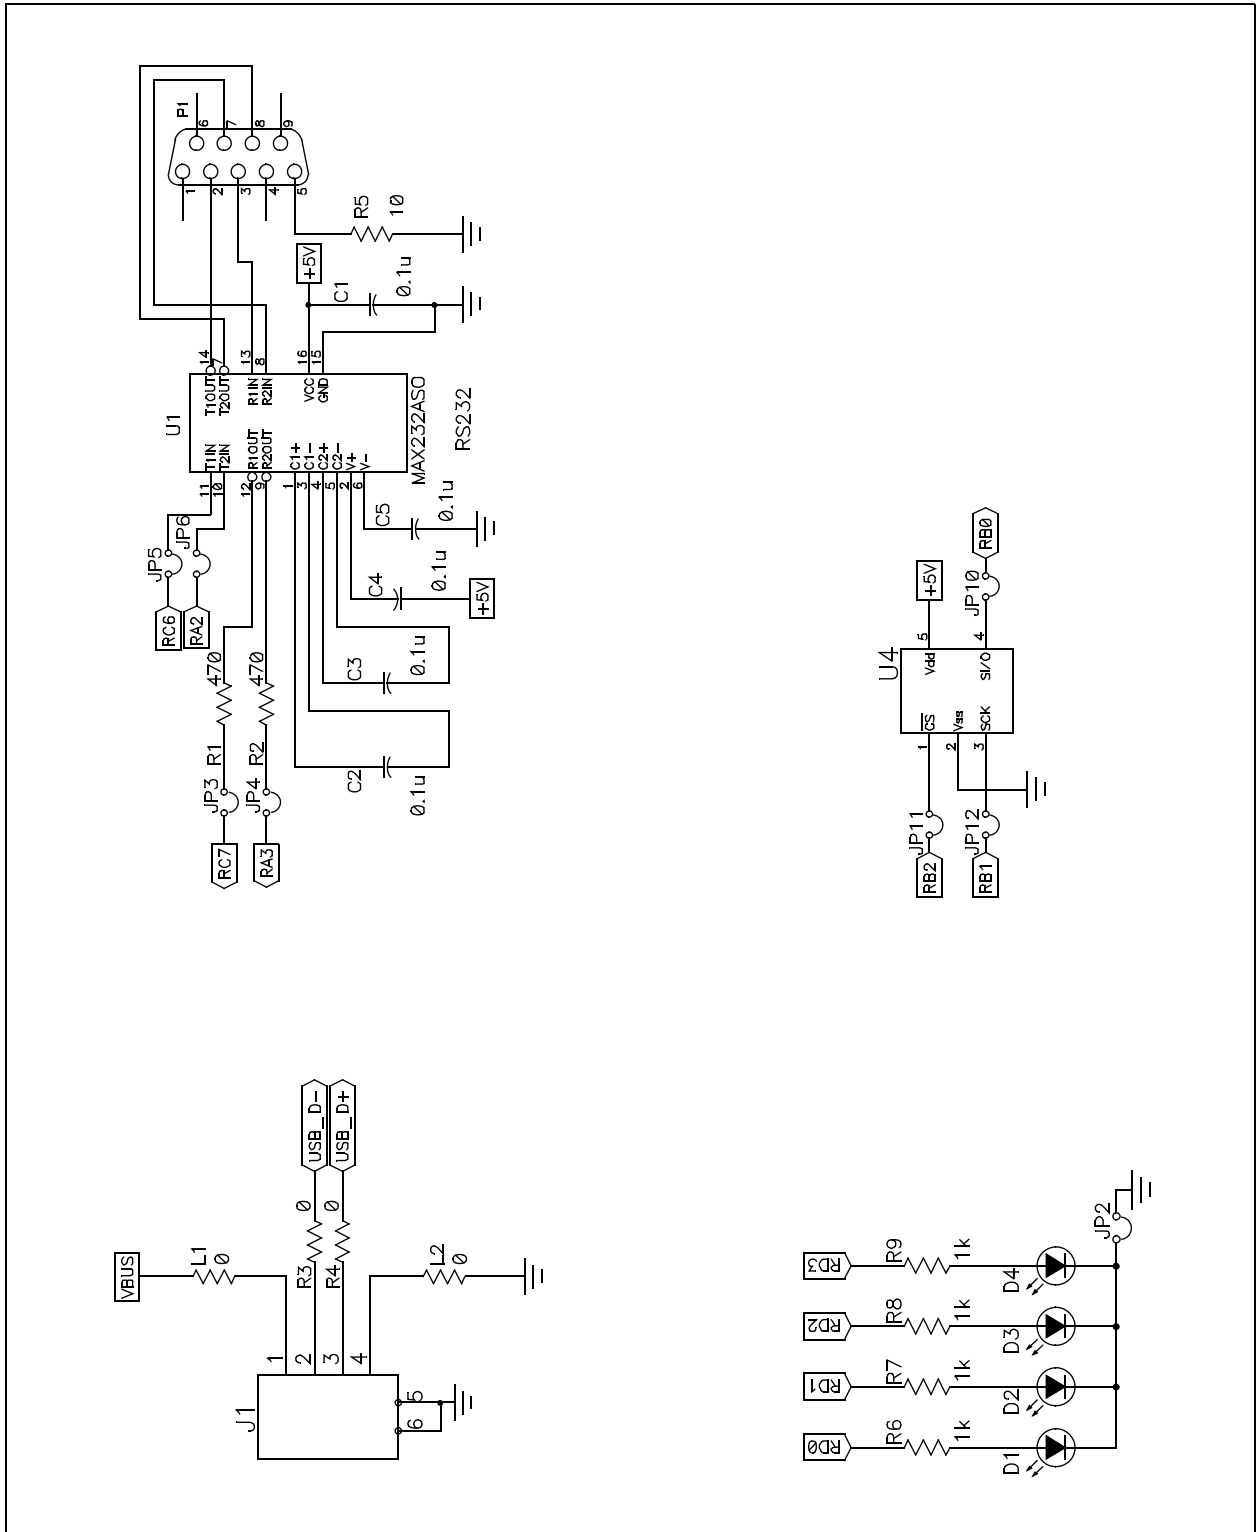 P1
6
7
8
9
1
2
3
4
5
R5
10
+5V
C1
0.1u
14
7
13
8
16
15
T1OUT
T2OUT
R1IN
R2IN
VCC
GND
U1
MAX232ASO
RS232
T1IN
T2IN
R1OUT
R2OUT
C1+
C1-
C2+
C2-
V+
V-
11
10
12
9
1
3
4
5
2
6
C5
0.1u
C4
0.1u
+5V
C3
0.1u
C2
0.1u
JP5
JP6
RC6
RA2
470
470
R1
R2
JP3
JP4
RC7
RA3
RB0
+5V
JP10
5
4
U4
Vdd
SI/O
CS
Vss
SCK
1
2
3
JP11
JP12
RB2
RB1
USB_D-
USB_D+
VBUS
L1
0
R3
0
R4
0
L2
0
1
2
3
4
J1
5
6
JP2
RD3
R9
1k
D4
RD2
R8
1k
D3
RD1
R7
1k
D2
RD0
R6
1k
D1